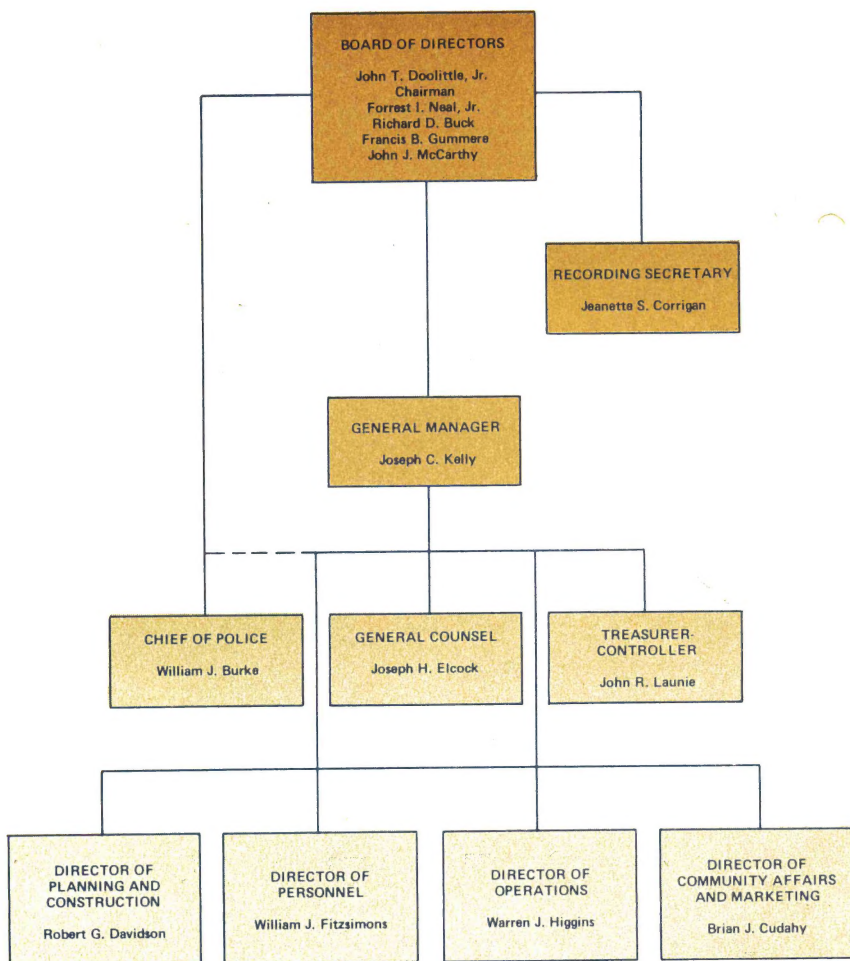 BOARD OF DIRECTORS
John T. Doolittle, Jr.
Chairman
Forrest I. Neal, Jr.
Richard D. Buck
Francis B. Gummere
John J. McCarthy
RECORDING SECRETARY
Jeanette S. Corrigan
GENERAL MANAGER
Joseph C. Kelly
CHIEF OF POLICE
William J. Burke
GENERAL COUNSEL
Joseph H. Elcock
TREASURER-
CONTROLLER
John R. Launie
DIRECTOR OF
PLANNING AND
CONSTRUCTION
Robert G. Davidson
DIRECTOR OF
PERSONNEL
William J. Fitzsimons
DIRECTOR OF
OPERATIONS
Warren J. Higgins
DIRECTOR OF
COMMUNITY AFFAIRS
AND MARKETING
Brian J. Cudahy